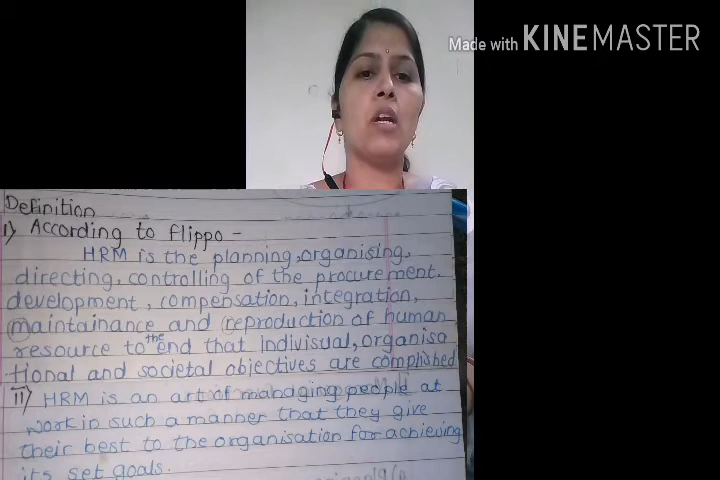 Made with KINEMASTER
Definition
i) According to flippo -
HRM is the planning, organising,
directing, controlling of the procurement.
development, compensation, integration,
maintainance and reproduction of human
resource to the end that Indivisual, organisa
tional and societal objectives are complished
ii) HRM is an art of managing people at
work in such a manner that they give
their best to the organisation for achieving
its set goals.